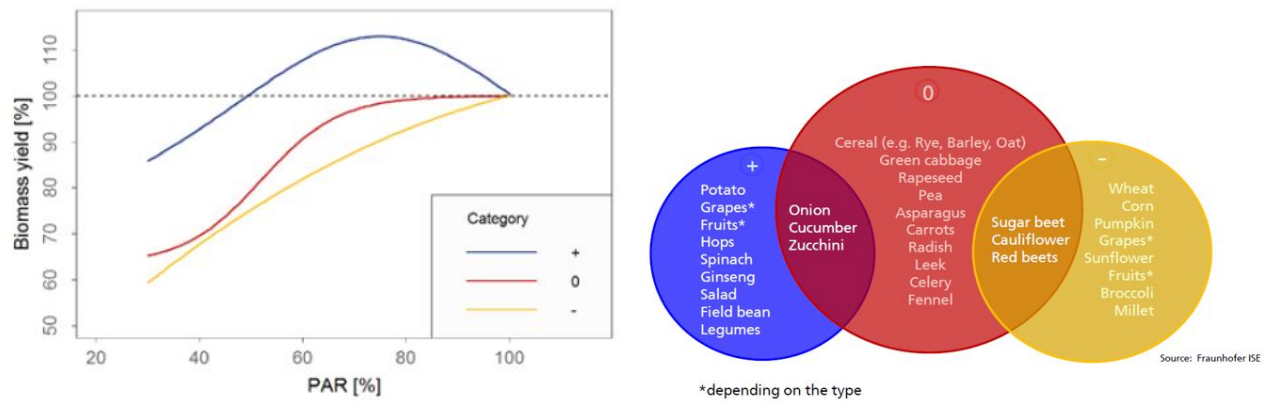 Biomass yield [%]
110
100
90
80
70
60
50
20
40
60
80
100
PAR [%]
Category
+
0
-
+
Potato
Grapes*
Fruits*
Hops
Spinach
Ginseng
Salad
Field bean
Legumes
Onion
Cucumber
Zucchini
0
Cereal (e.g. Rye, Barley, Oat)
Green cabbage
Rapeseed
Pea
Asparagus
Carrots
Radish
Leek
Celery
Fennel
Sugar beet
Cauliflower
Red beets
-
Wheat
Corn
Pumpkin
Grapes*
Sunflower
Fruits*
Broccoli
Millet
Source: Fraunhofer ISE
*depending on the type